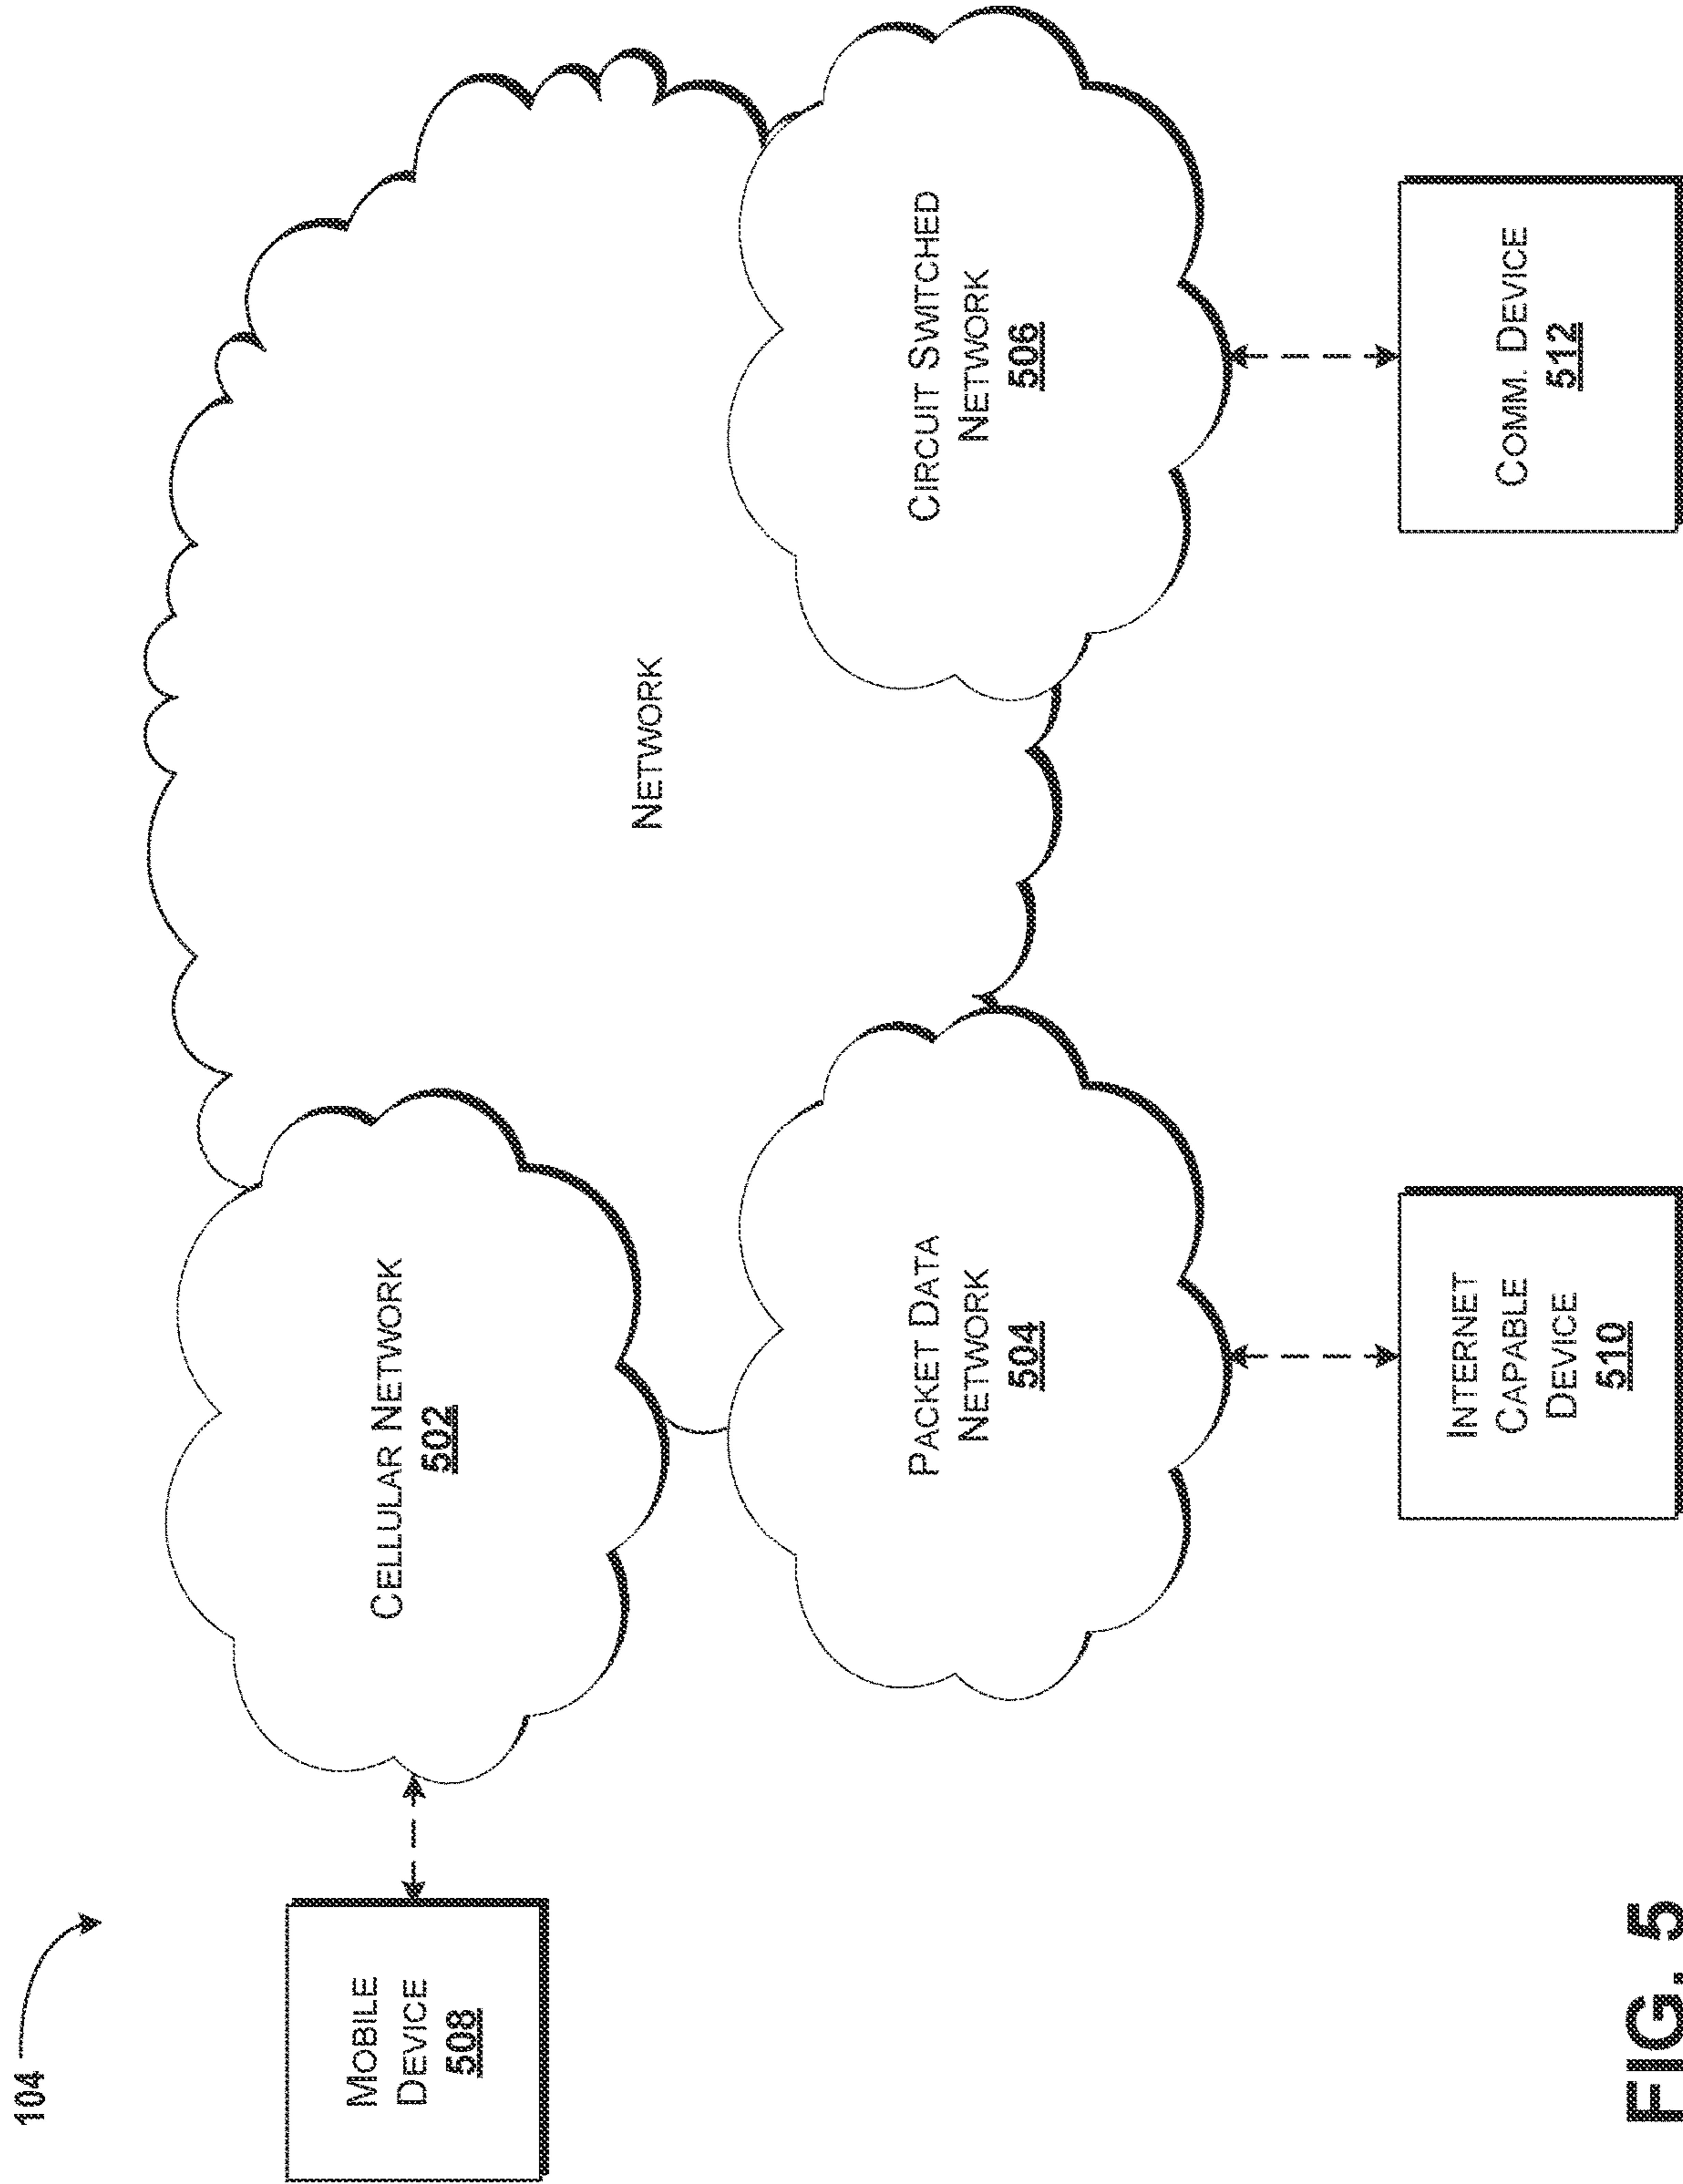 104
MOBILE
DEVICE
508
CELLULAR NETWORK
502
NETWORK
PACKET DATA
NETWORK
504
CIRCUIT SWITCHED
NETWORK
506
INTERNET
CAPABLE
DEVICE
510
COMM. DEVICE
512
FIG. 5